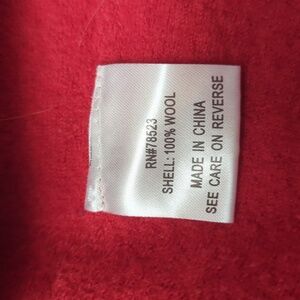 RN#78523
SHELL: 100% WOOL
MADE IN CHINA
SEE CARE ON REVERSE